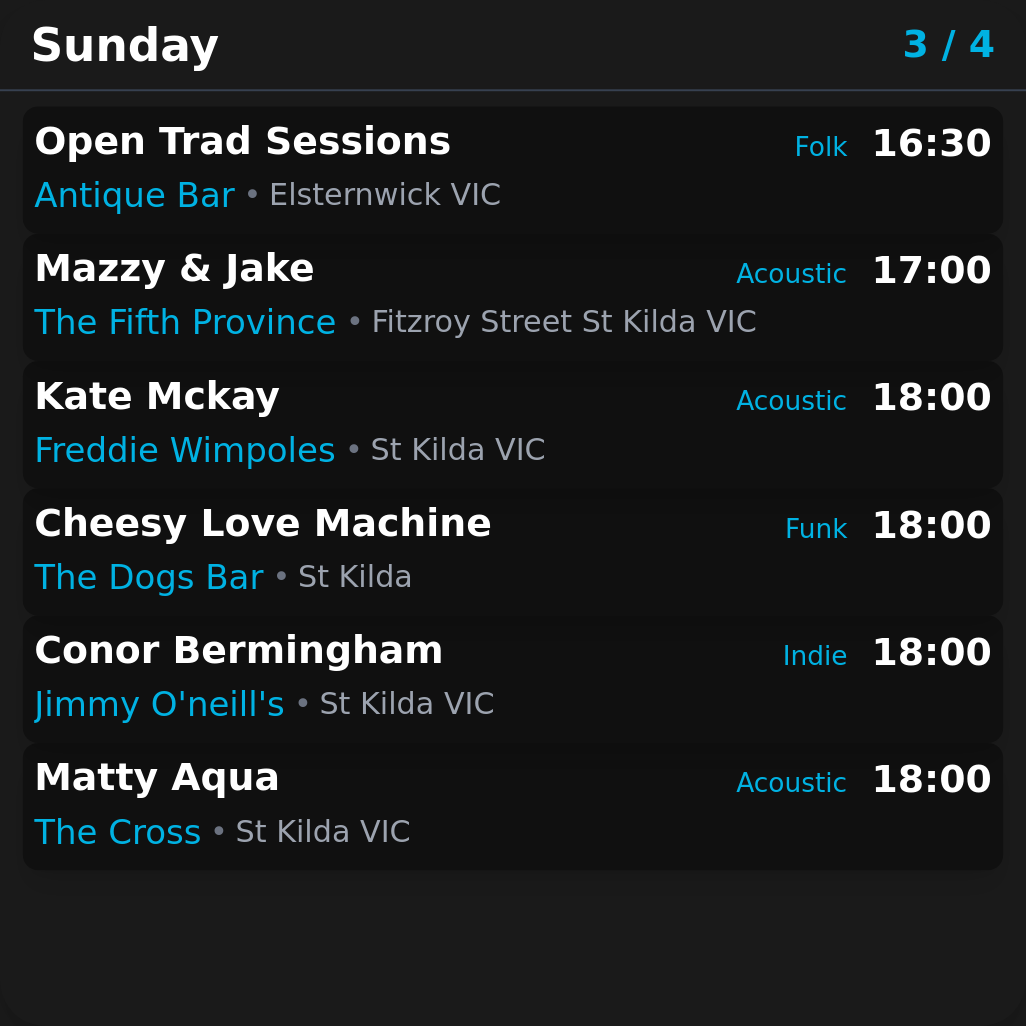 Sunday 3 / 4
Open Trad Sessions Folk 16:30
Antique Bar • Elsternwick VIC
Mazzy & Jake Acoustic 17:00
The Fifth Province • Fitzroy Street St Kilda VIC
Kate Mckay Acoustic 18:00
Freddie Wimpoles • St Kilda VIC
Cheesy Love Machine Funk 18:00
The Dogs Bar • St Kilda
Conor Bermingham Indie 18:00
Jimmy O'neill's • St Kilda VIC
Matty Aqua Acoustic 18:00
The Cross • St Kilda VIC